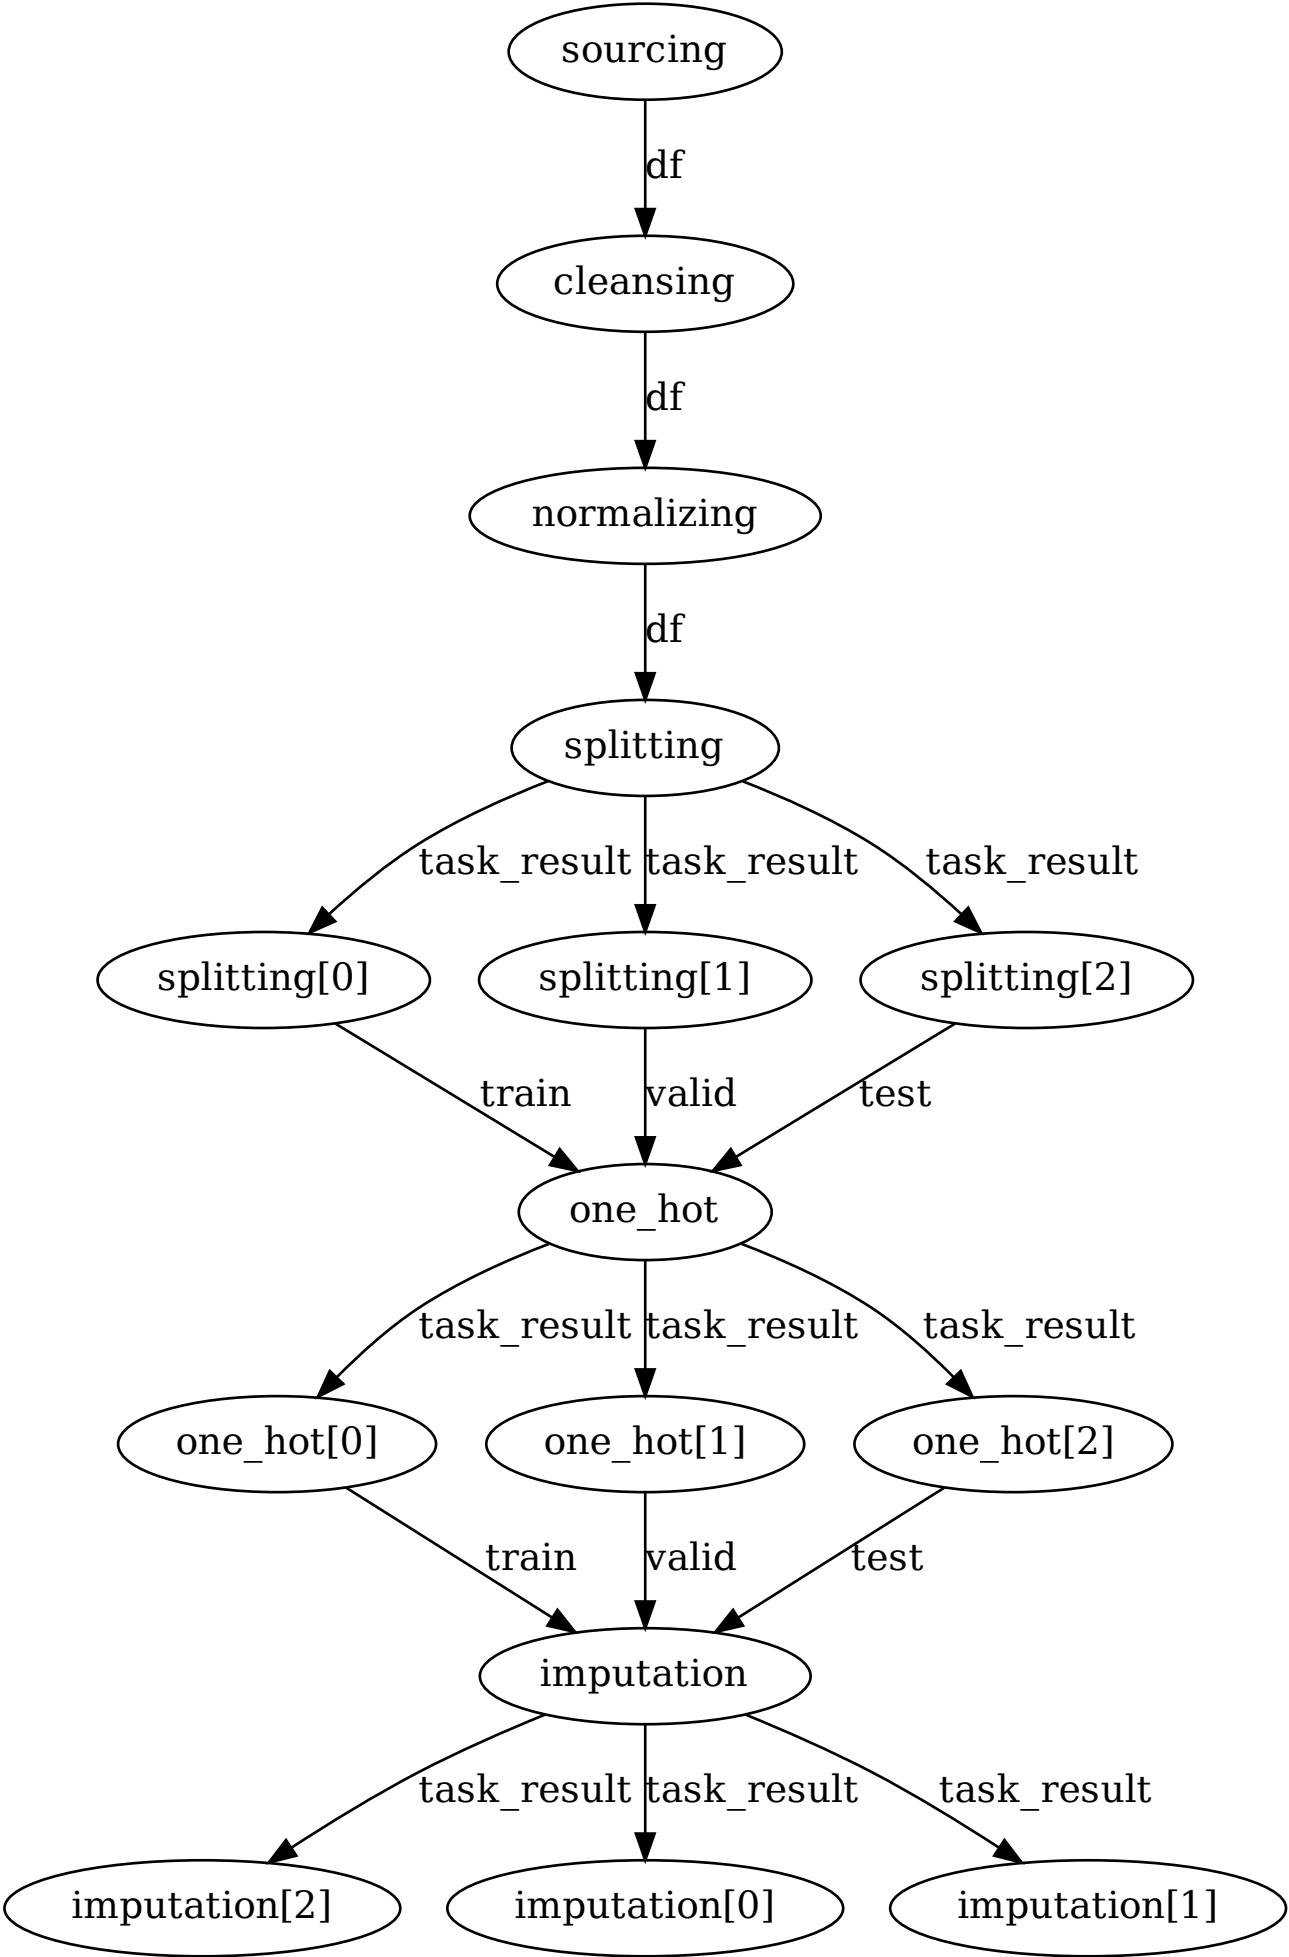 sourcing
df
cleansing
df
normalizing
df
splitting
task_result task_result task_result
splitting[0] splitting[1] splitting[2]
train valid test
one_hot
task_result task_result task_result
one_hot[0] one_hot[1] one_hot[2]
train valid test
imputation
task_result task_result task_result
imputation[2] imputation[0] imputation[1]